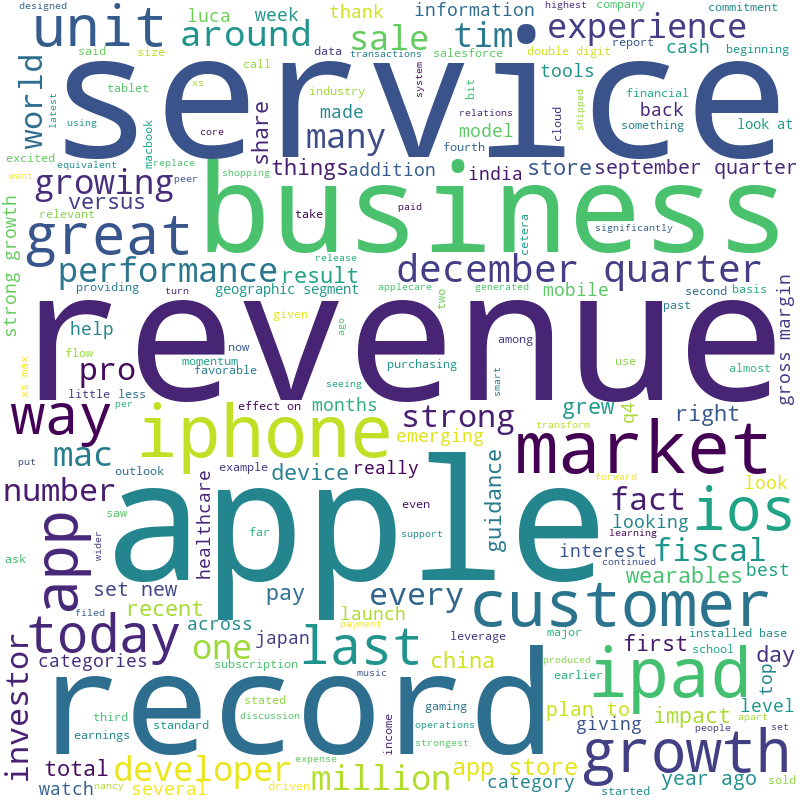 designed
highest
company
commitment
luca
week
thank
information
unit
around
sale
tim
experience
said
size
data
transactions
salesforce
double digit
report
beginning
call
cash
world
latest
using
service
xs
tablet
macbook
industry
system
bit
tools
financial
share
made
model
cloud
shipped
back
something
look at
many
core
relations
fourth
excited
equivalent
replace
things
addition
india
store
september quarter
want
peer
shopping
growing
versus
business
strong growth
relevant
great
take
paid
cetera
significantly
performance
result
release
december quarter
providing
geographic segment
applecare
generated
mobile
second
basis
turn
two
past
gross margin
revenue
help
given
ago
among
flow
now
momentum
favorable
purchasing
use
almost
xs max
pro
little less
seeing
smart
per
effect on
months
grew
q4
right
way
iphone
strong
emerging
transform
market
mac
put
outlook
example
device
really
guidance
look
forward
number
saw
healthcare
apple
even
fact
ios
app
wider
far
support
looking
learning
ask
interest
continued
fiscal
wearables
best
set new
pay
every
customer
filed
recent
launch
payment
today
across
one
japan
last
leverage
major
installed base
first
school
day
investor
categories
subscription
china
music
produced
earlier
ipad
top
record
stated
gaming
plan to
impact
level
third
standard
discussion
income
operations
strongest
giving
apart
people
set
earnings
total
developer
expense
million
app store
category
growth
year ago
sold
watch
nancy
several
driven
started